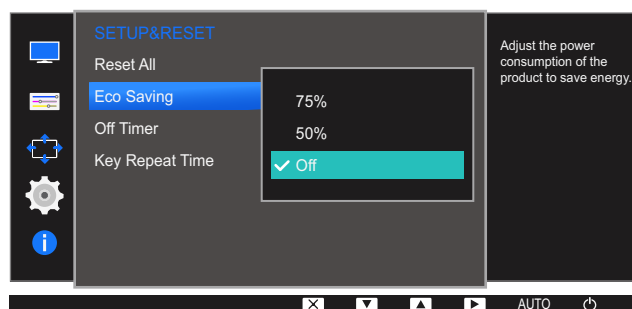 SETUP&RESET
Reset All
Eco Saving
Off Timer
Key Repeat Time
75%
50%
Off
Adjust the power
consumption of the
product to save energy.
AUTO